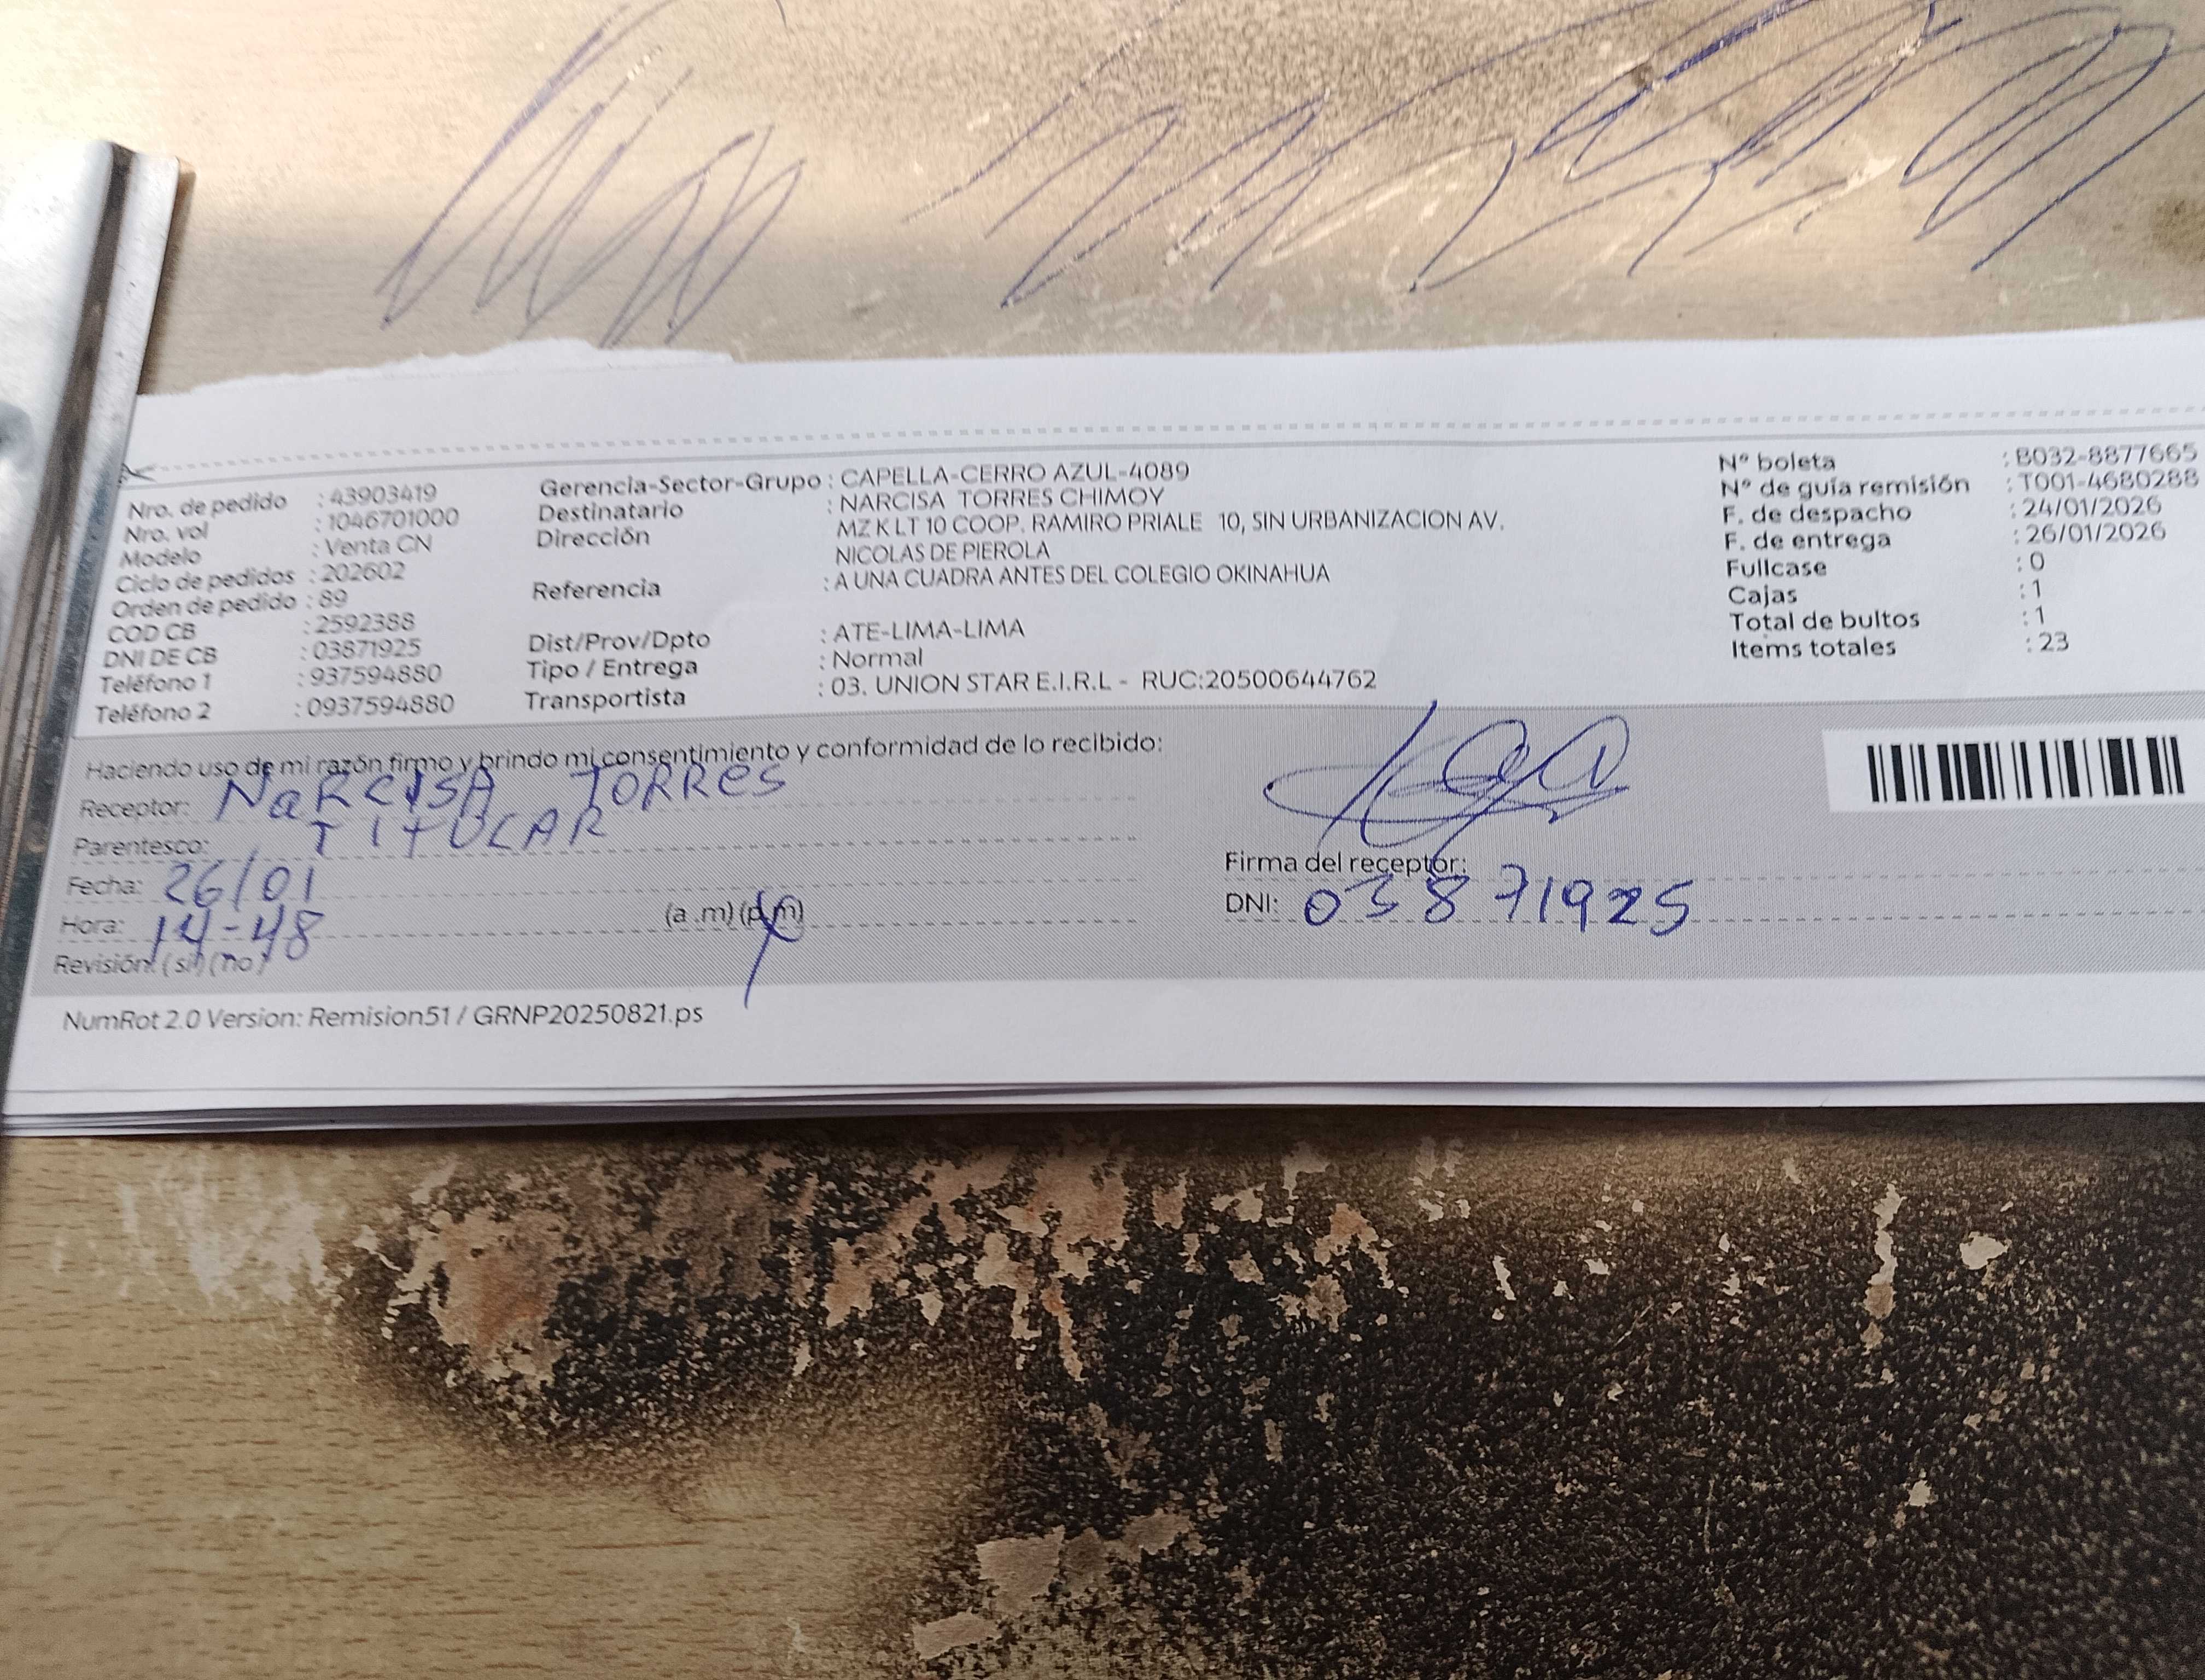 Nro. de pedido : 43903419
Nro. vol : 1046701000
Modelo : Venta CN
Ciclo de pedidos : 202602
Orden de pedido : 89
COD CB : 2592388
DNI DE CB : 03871925
Teléfono 1 : 937594880
Teléfono 2 : 0937594880
Gerencia-Sector-Grupo : CAPELLA-CERRO AZUL-4089
Destinatario : NARCISA TORRES CHIMOY
Dirección MZ K LT 10 COOP. RAMIRO PRIALE 10, SIN URBANIZACION AV.
NICOLAS DE PIEROLA
Referencia : A UNA CUADRA ANTES DEL COLEGIO OKINAHUA
Dist/Prov/Dpto : ATE-LIMA-LIMA
Tipo / Entrega : Normal
Transportista : 03. UNION STAR E.I.R.L - RUC:20500644762
N° boleta : B032-8877665
N° de guía remisión : T001-4680288
F. de despacho : 24/01/2026
F. de entrega : 26/01/2026
Fullcase : 0
Cajas : 1
Total de bultos : 1
Items totales : 23
Haciendo uso de mi razón firmo y brindo mi consentimiento y conformidad de lo recibido:
Receptor: NaRCISA TORRes
Parentesco: TITULAR
Fecha: 26/01
Hora: 14-48 (a.m) (p.m)
Revisión: (si) (no)
Firma del receptor:
DNI: 03871925
NumRot 2.0 Version: Remision51 / GRNP20250821.ps